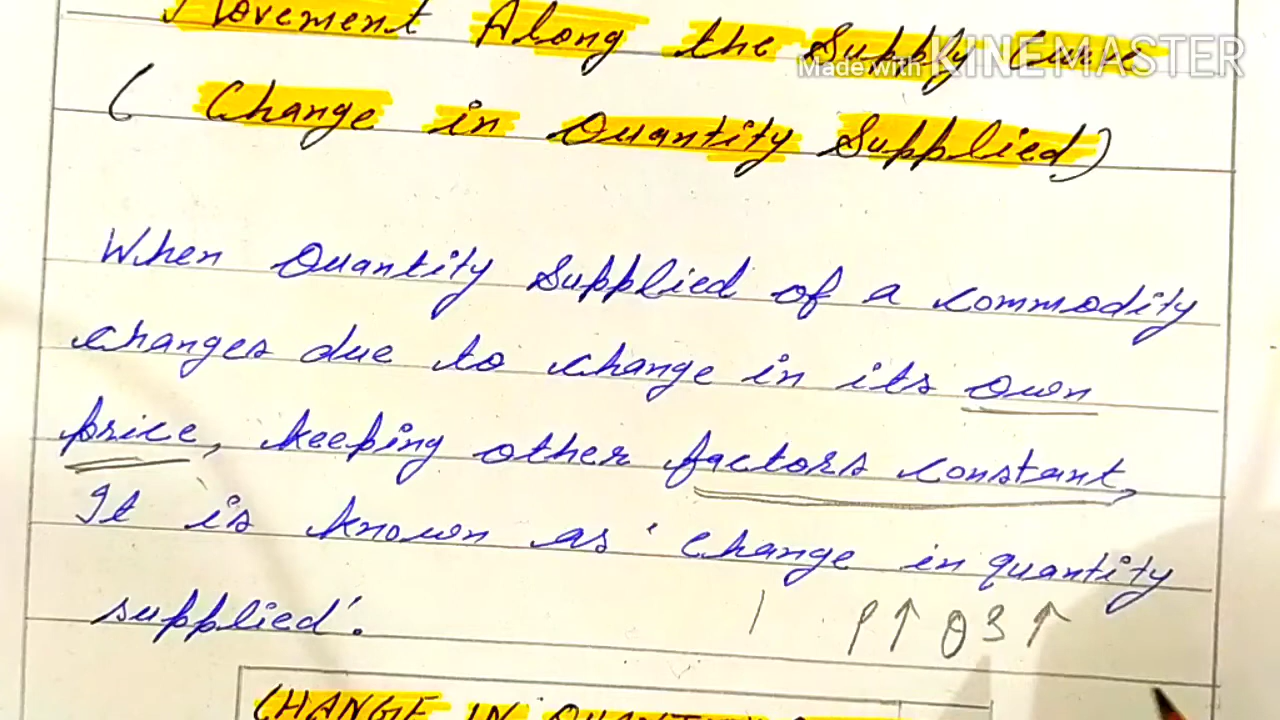 Movement Along the Supply Curve
Made with KINEMASTER
( Change in Quantity Supplied)
When Quantity Supplied of a commodity
changes due to change in its own
price, keeping other factors constant,
It is known as 'change in quantity
supplied'.
P↑ QS↑
CHANGE IN QUANTITY